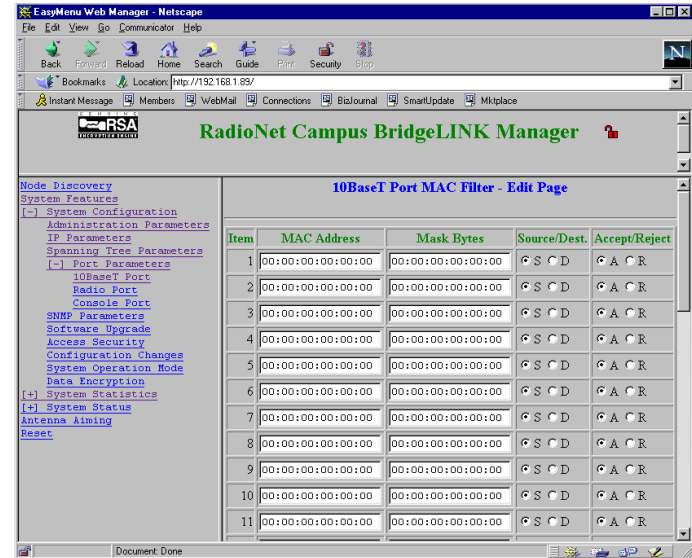 EasyMenu Web Manager - Netscape
File Edit View Go Communicator Help
Back Forward Reload Home Search Guide Print Security Stop
N
Bookmarks Location: http://192.168.1.89/
Instant Message Members WebMail Connections BizJournal SmartUpdate Mktplace
GENUINE
RSA
ENCRYPTION ENGINE
RadioNet Campus BridgeLINK Manager
Node Discovery
System Features
[-] System Configuration
Administration Parameters
IP Parameters
Spanning Tree Parameters
[-] Port Parameters
10BaseT Port
Radio Port
Console Port
SNMP Parameters
Software Upgrade
Access Security
Configuration Changes
System Operation Mode
Data Encryption
[+] System Statistics
[+] System Status
Antenna Aiming
Reset
10BaseT Port MAC Filter - Edit Page
Item MAC Address Mask Bytes Source/Dest. Accept/Reject
1 00:00:00:00:00:00 00:00:00:00:00:00 S D A R
2 00:00:00:00:00:00 00:00:00:00:00:00 S D A R
3 00:00:00:00:00:00 00:00:00:00:00:00 S D A R
4 00:00:00:00:00:00 00:00:00:00:00:00 S D A R
5 00:00:00:00:00:00 00:00:00:00:00:00 S D A R
6 00:00:00:00:00:00 00:00:00:00:00:00 S D A R
7 00:00:00:00:00:00 00:00:00:00:00:00 S D A R
8 00:00:00:00:00:00 00:00:00:00:00:00 S D A R
9 00:00:00:00:00:00 00:00:00:00:00:00 S D A R
10 00:00:00:00:00:00 00:00:00:00:00:00 S D A R
11 00:00:00:00:00:00 00:00:00:00:00:00 S D A R
Document: Done